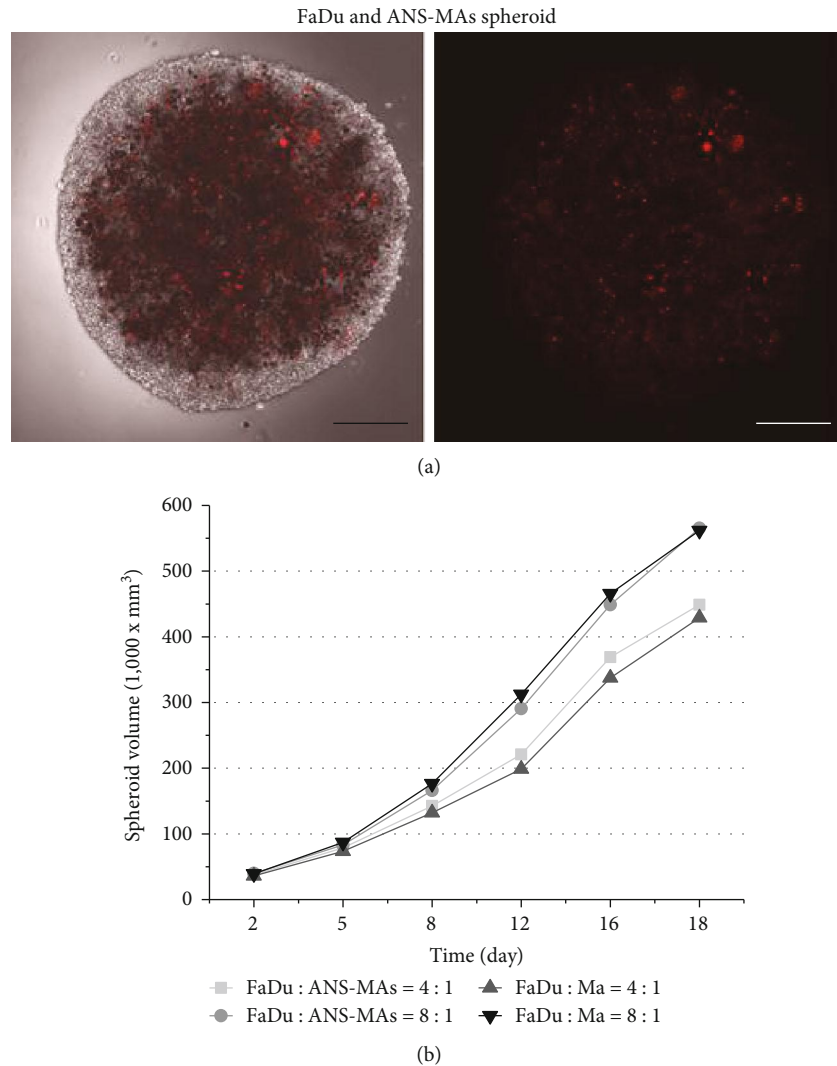 FaDu and ANS-MAs spheroid
(a)
600
500
400
300
200
100
0
Spheroid volume (1,000 x mm³)
2 5 8 12 16 18
Time (day)
FaDu : ANS-MAs = 4 : 1 FaDu : Ma = 4 : 1
FaDu : ANS-MAs = 8 : 1 FaDu : Ma = 8 : 1
(b)